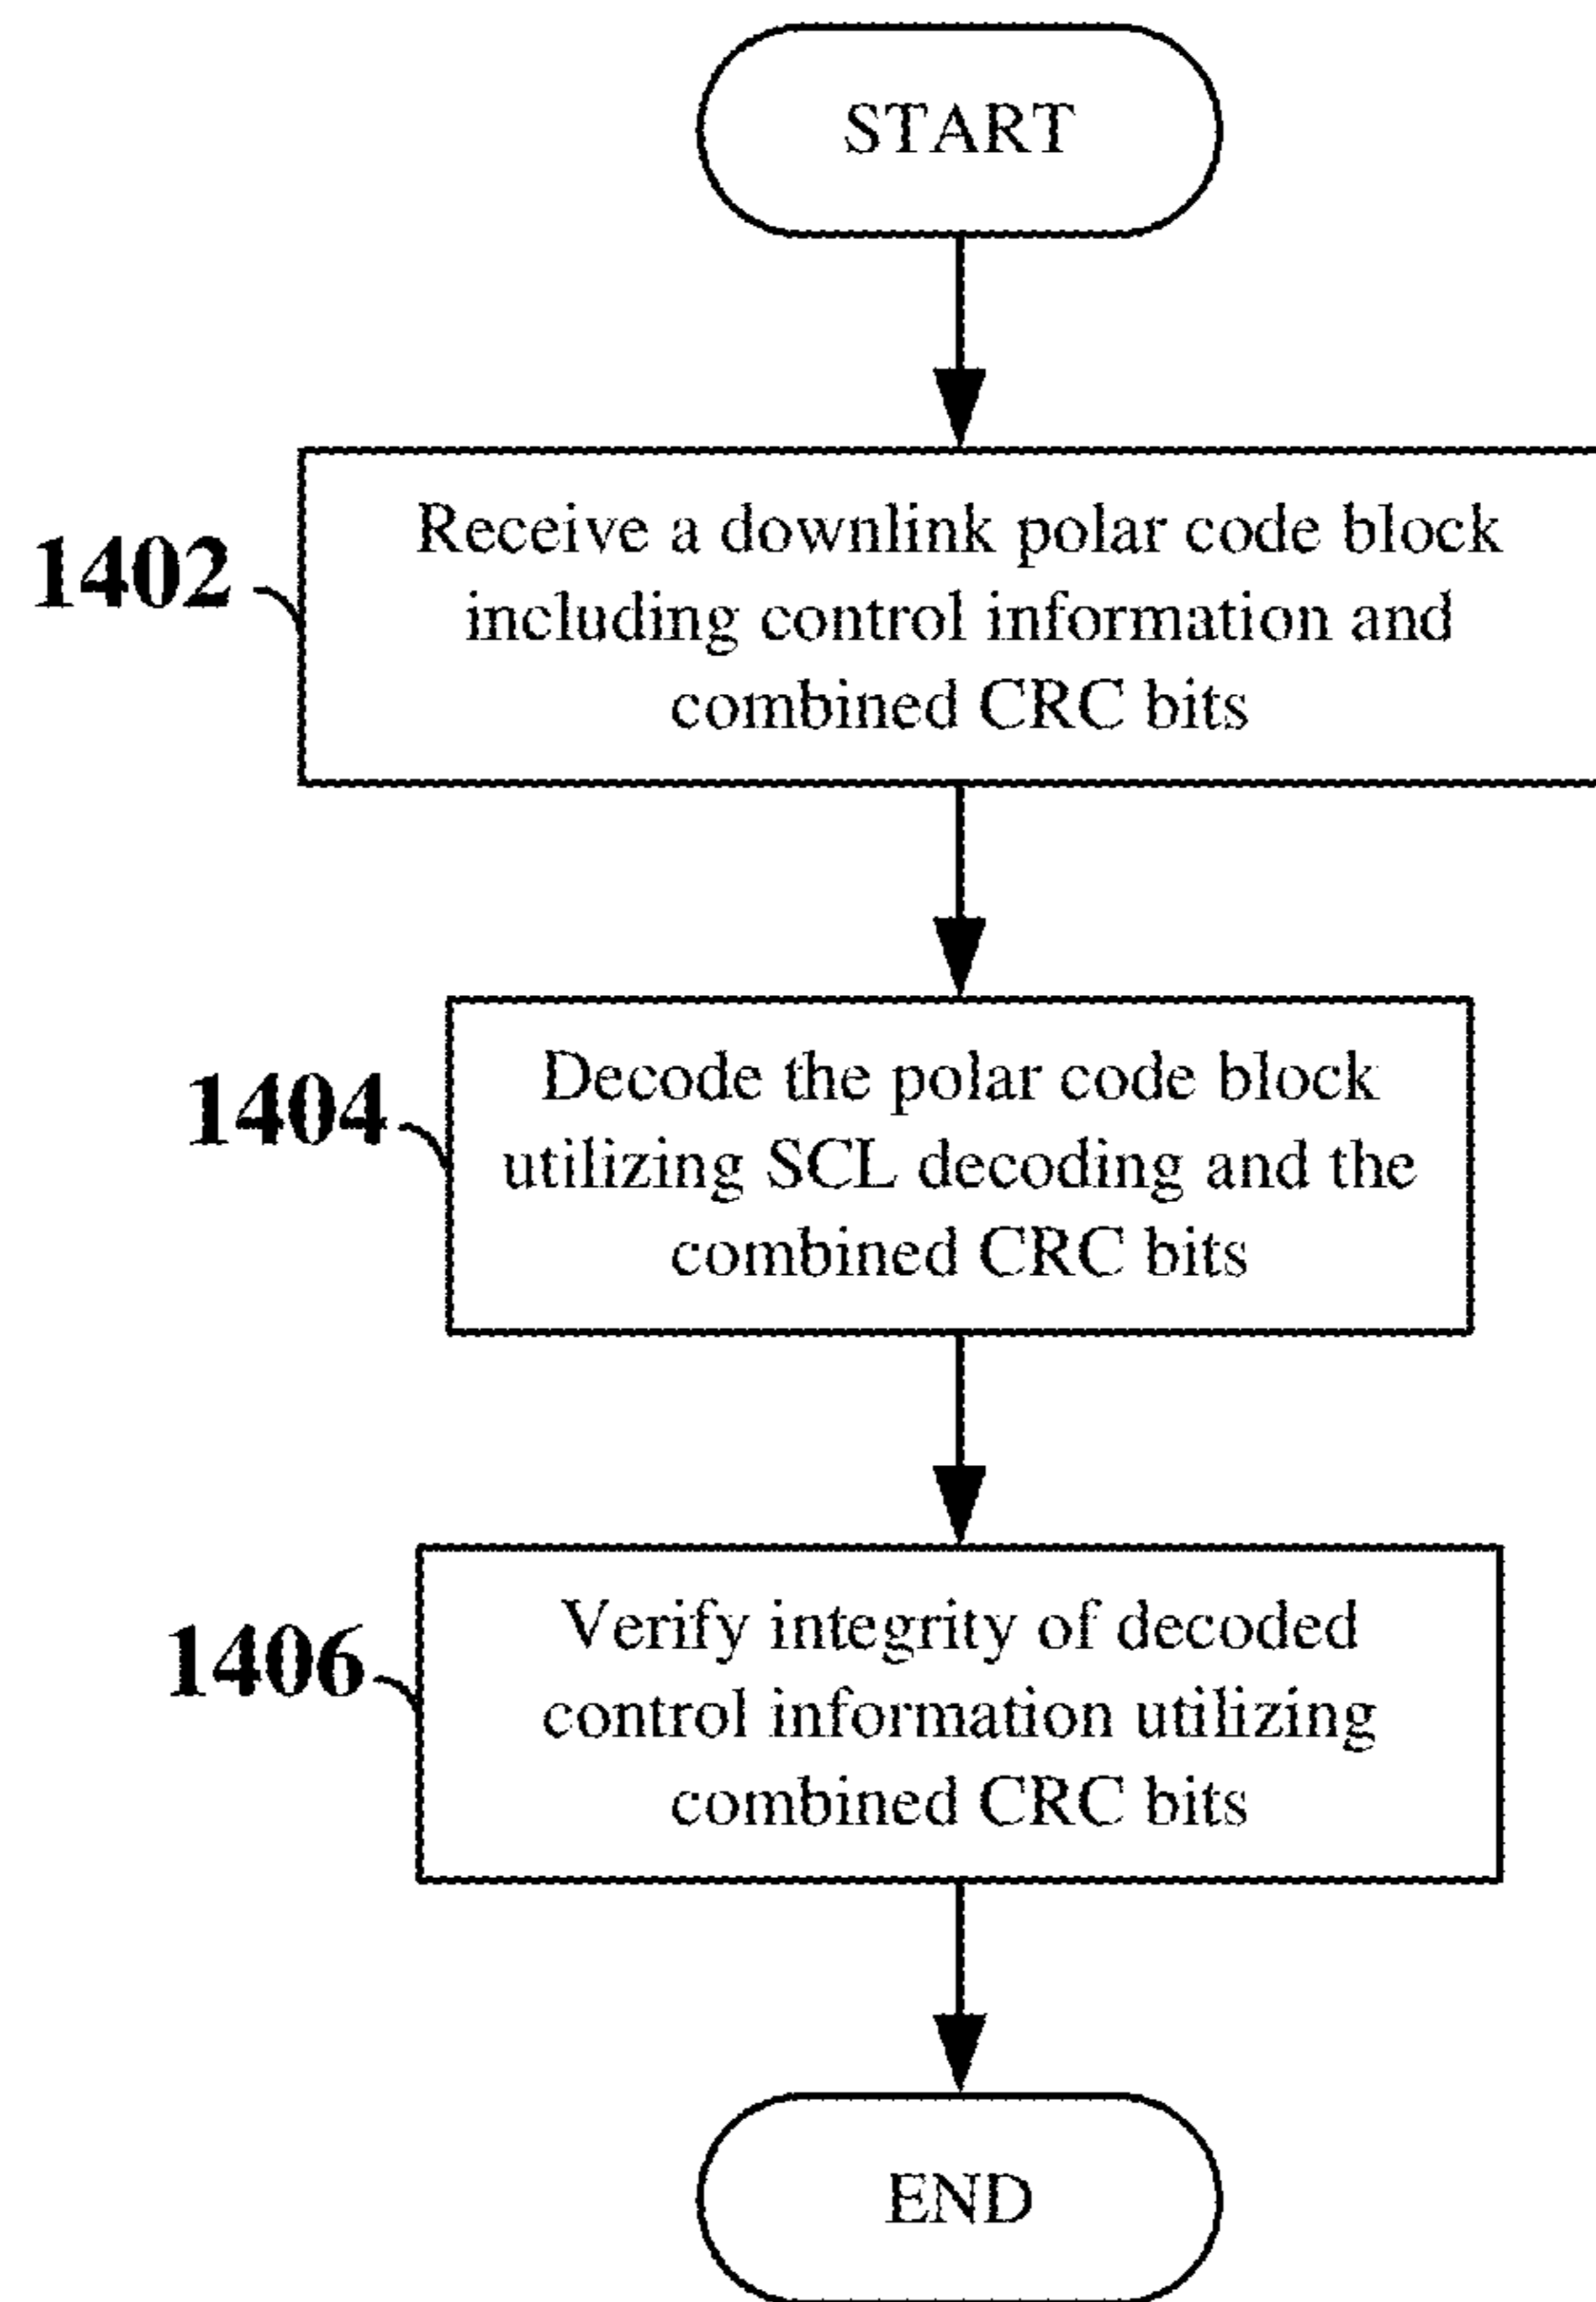 START
Receive a downlink polar code block
including control information and
combined CRC bits
1402
Decode the polar code block
utilizing SCL decoding and the
combined CRC bits
1404
Verify integrity of decoded
control information utilizing
combined CRC bits
1406
END